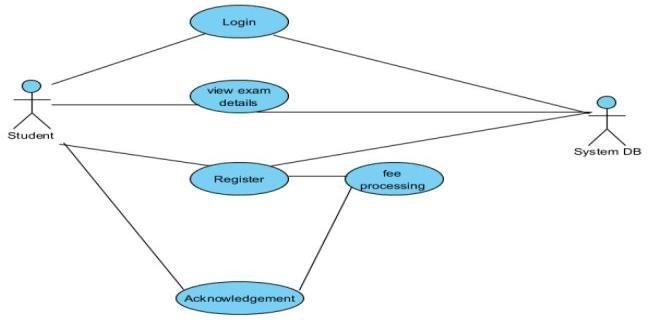 Login
view exam
details
Student
System DB
Register
fee
processing
Acknowledgement